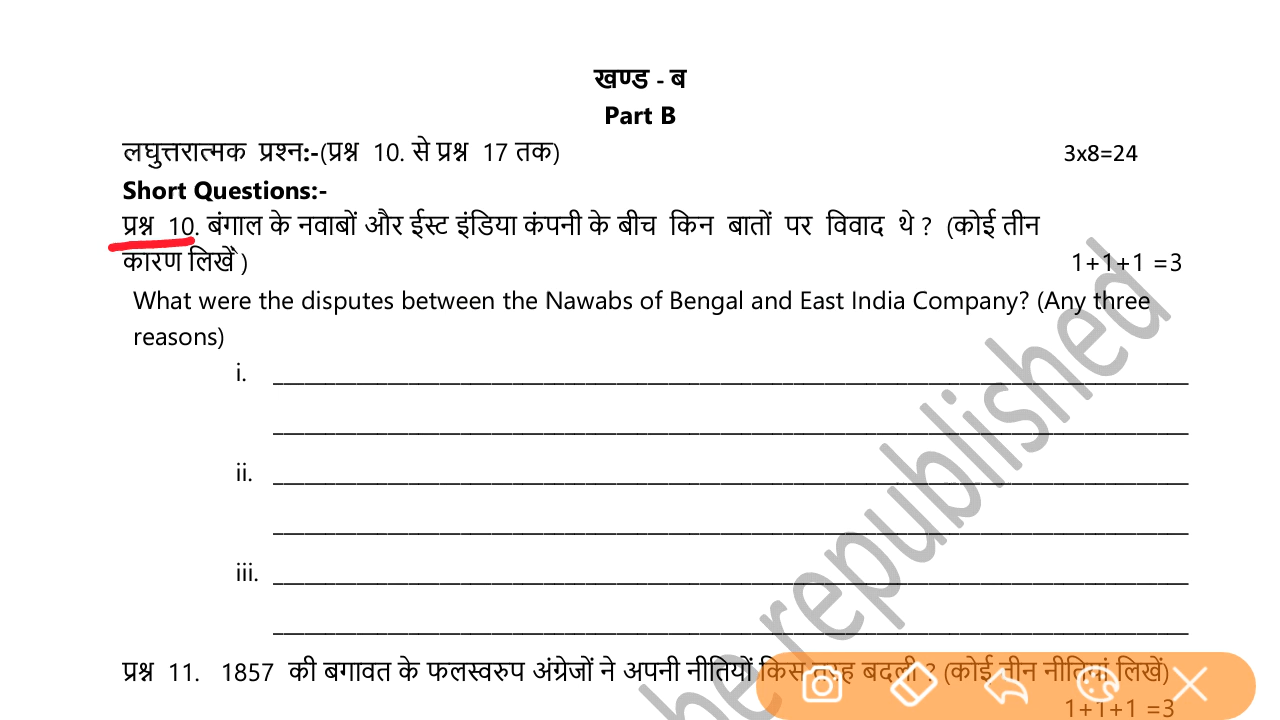 खण्ड - ब
Part B
लघुत्तरात्मक प्रश्न:-(प्रश्न 10. से प्रश्न 17 तक) 3x8=24
Short Questions:-
प्रश्न 10. बंगाल के नवाबों और ईस्ट इंडिया कंपनी के बीच किन बातों पर विवाद थे ? (कोई तीन
कारण लिखें ) 1+1+1 =3
What were the disputes between the Nawabs of Bengal and East India Company? (Any three
reasons)
i.
ii.
iii.
प्रश्न 11. 1857 की बगावत के फलस्वरुप अंग्रेजों ने अपनी नीतियों किस तरह बदली ? (कोई तीन नीतियां लिखें)
1+1+1 =3
republished